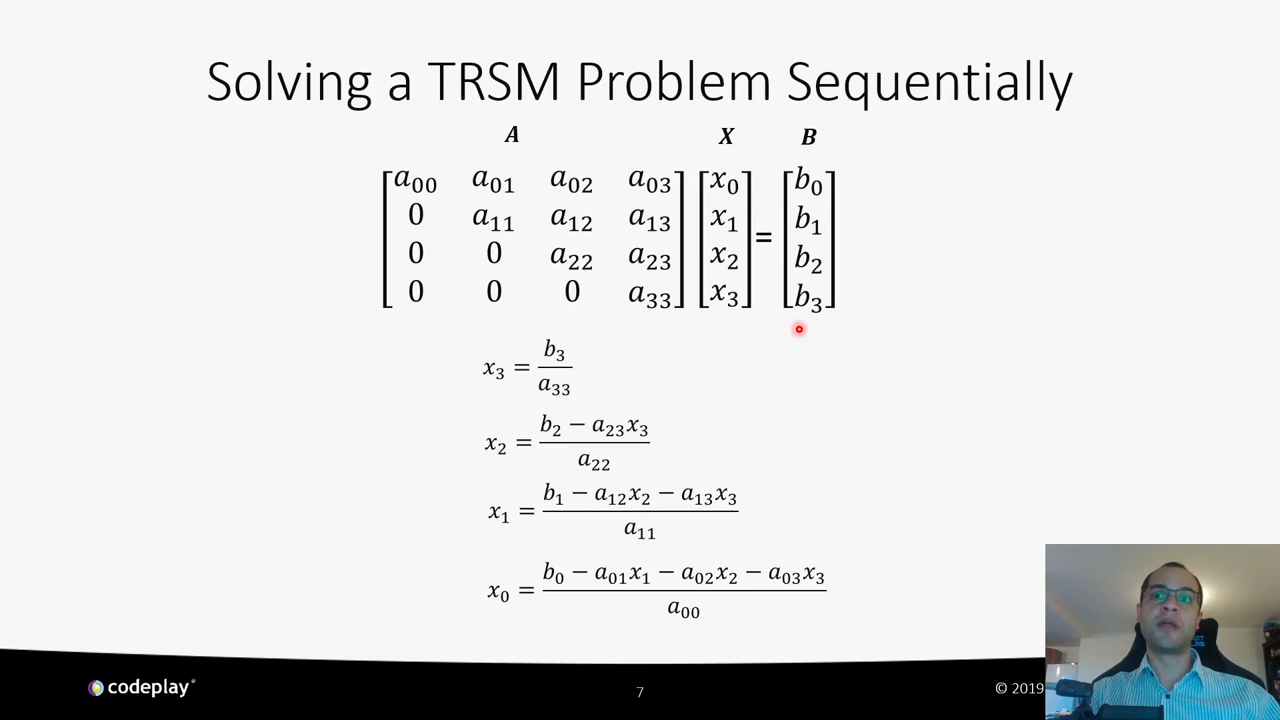 Solving a TRSM Problem Sequentially
A X B
[a₀₀ a₀₁ a₀₂ a₀₃] [x₀] [b₀]
[0 a₁₁ a₁₂ a₁₃] [x₁] = [b₁]
[0 0 a₂₂ a₂₃] [x₂] [b₂]
[0 0 0 a₃₃] [x₃] [b₃]
x₃ = b₃ / a₃₃
x₂ = (b₂ − a₂₃x₃) / a₂₂
x₁ = (b₁ − a₁₂x₂ − a₁₃x₃) / a₁₁
x₀ = (b₀ − a₀₁x₁ − a₀₂x₂ − a₀₃x₃) / a₀₀
codeplay®
7
© 2019